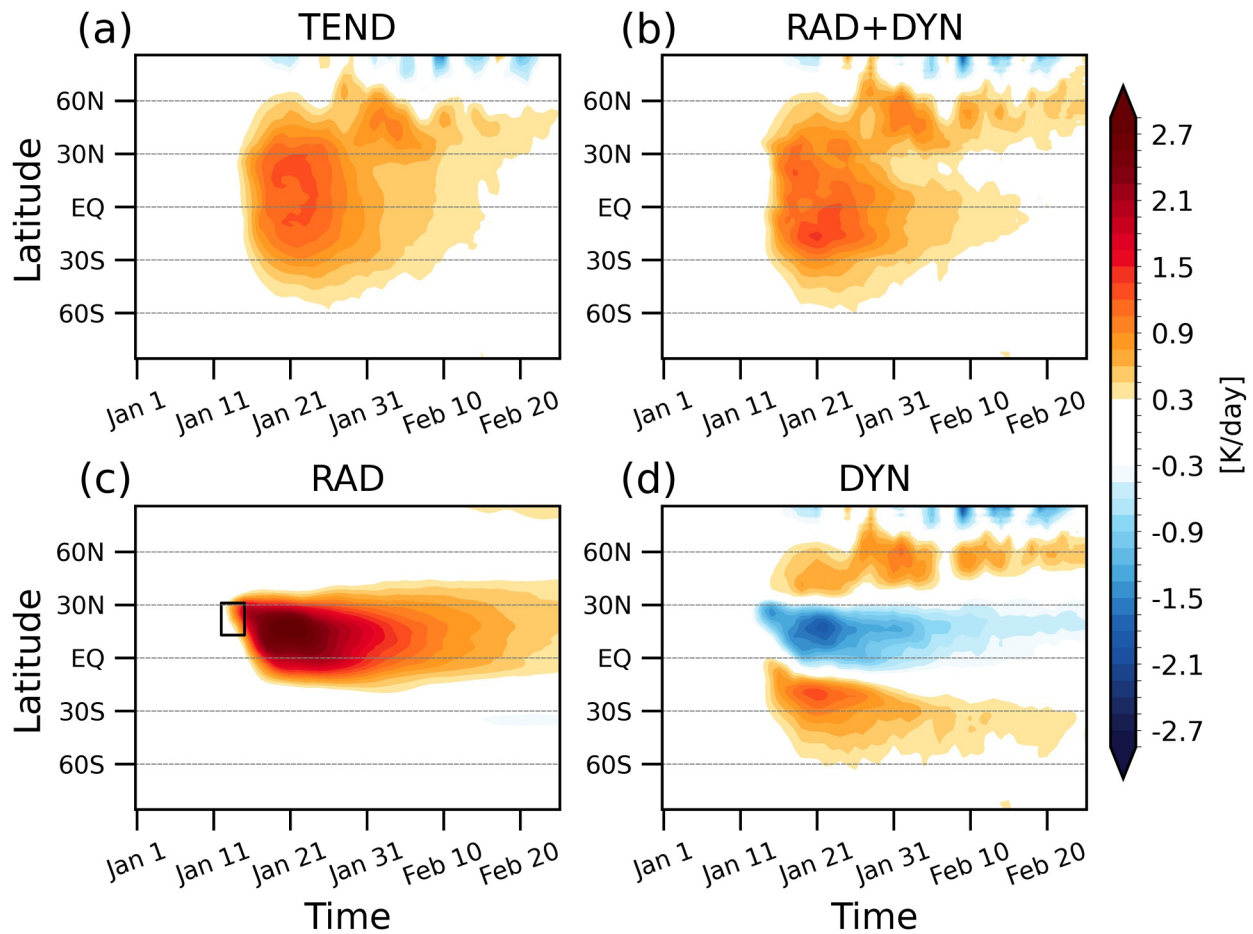 (a) TEND
(b) RAD+DYN
Latitude
60N
30N
EQ
30S
60S
60N
30N
EQ
30S
60S
Jan 1 Jan 11 Jan 21 Jan 31 Feb 10 Feb 20
Jan 1 Jan 11 Jan 21 Jan 31 Feb 10 Feb 20
(c) RAD
(d) DYN
Latitude
60N
30N
EQ
30S
60S
60N
30N
EQ
30S
60S
Jan 1 Jan 11 Jan 21 Jan 31 Feb 10 Feb 20
Jan 1 Jan 11 Jan 21 Jan 31 Feb 10 Feb 20
Time
Time
2.7
2.1
1.5
0.9
0.3
-0.3
-0.9
-1.5
-2.1
-2.7
[K/day]